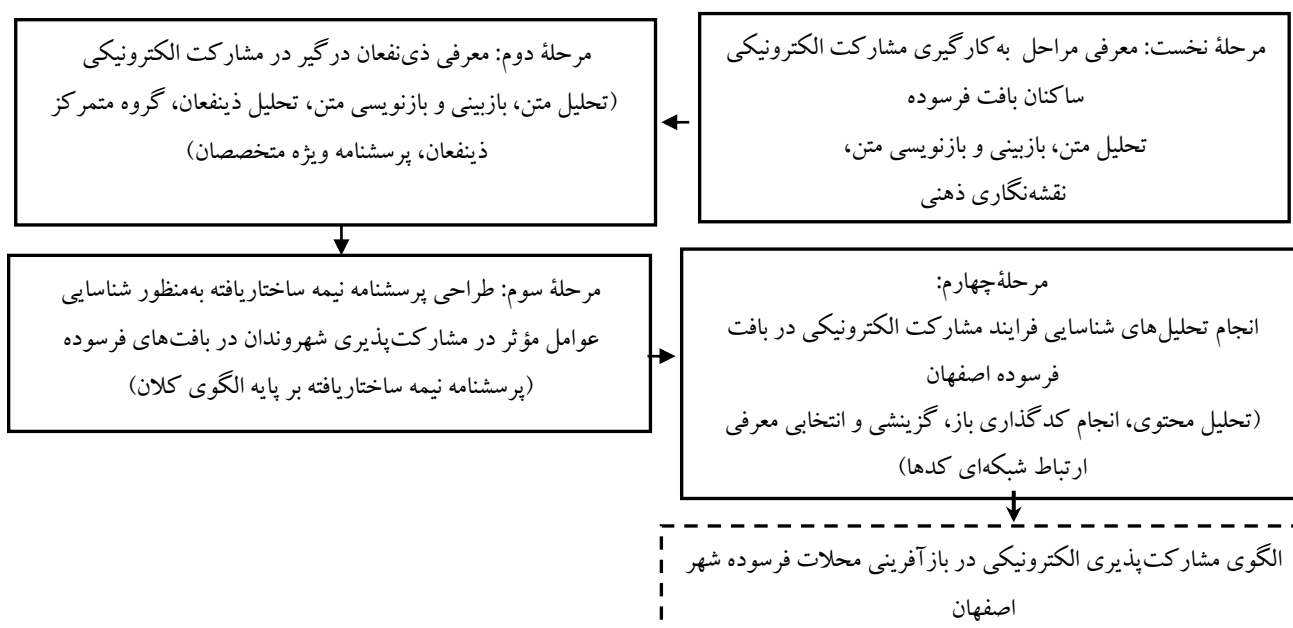 مرحلۀ نخست: معرفی مراحل به‌کارگیری مشارکت الکترونیکی
ساکنان بافت فرسوده
تحلیل متن، بازبینی و بازنویسی متن،
نقشه‌نگاری ذهنی
مرحلۀ دوم: معرفی ذی‌نفعان درگیر در مشارکت الکترونیکی
(تحلیل متن، بازبینی و بازنویسی متن، تحلیل ذینفعان، گروه متمرکز
ذینفعان، پرسشنامه ویژه متخصصان)
مرحلۀ سوم: طراحی پرسشنامه نیمه ساختاریافته به‌منظور شناسایی
عوامل مؤثر در مشارکت‌پذیری شهروندان در بافت‌های فرسوده
(پرسشنامه نیمه ساختاریافته بر پایه الگوی کلان)
مرحلۀچهارم:
انجام تحلیل‌های شناسایی فرایند مشارکت الکترونیکی در بافت
فرسوده اصفهان
(تحلیل محتوی، انجام کدگذاری باز، گزینشی و انتخابی معرفی
ارتباط شبکه‌ای کدها)
الگوی مشارکت‌پذیری الکترونیکی در بازآفرینی محلات فرسوده شهر
اصفهان